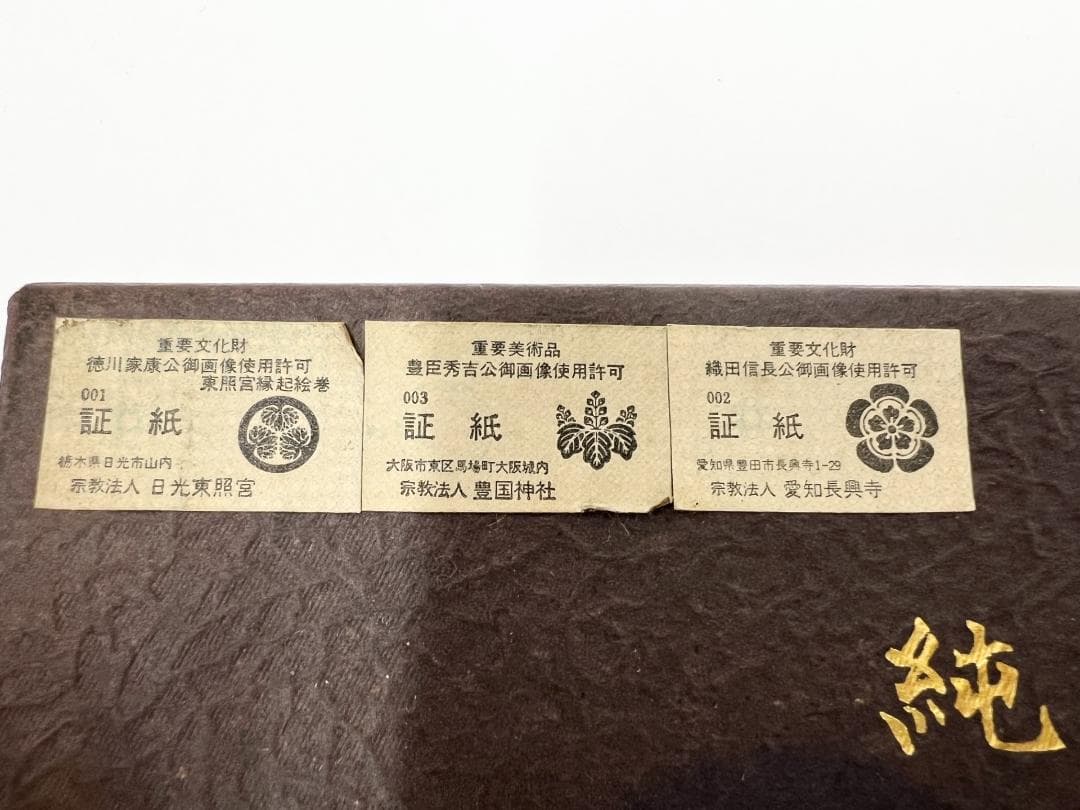 重要文化財
徳川家康公御画像使用許可
東照宮縁起絵巻
001
証紙
栃木県日光市山内
宗教法人 日光東照宮
重要美術品
豊臣秀吉公御画像使用許可
003
証紙
大阪市東区馬場町大阪城内
宗教法人 豊国神社
重要文化財
織田信長公御画像使用許可
002
証紙
愛知県豊田市長興寺1-29
宗教法人 愛知長興寺
純